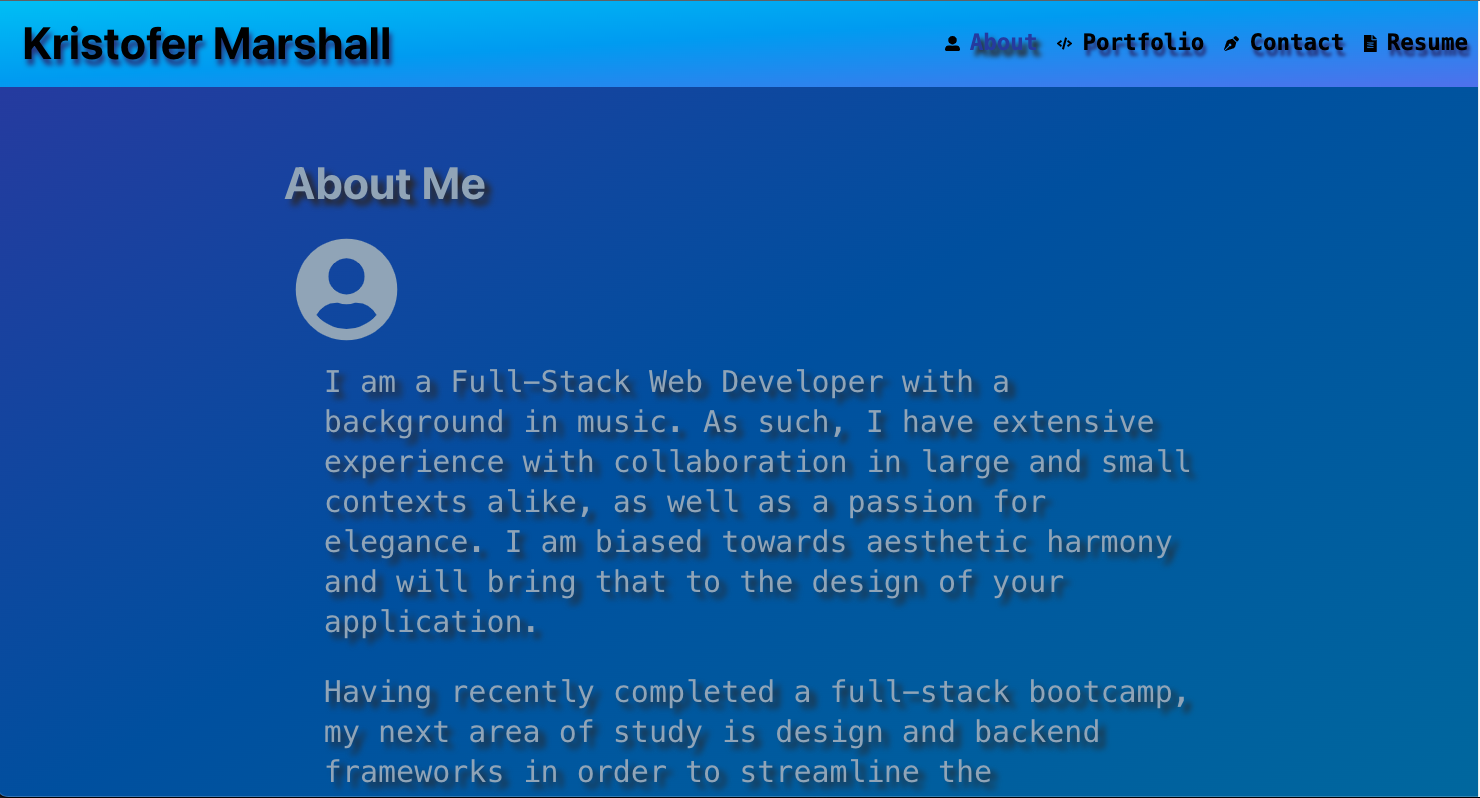 Kristofer Marshall
About Portfolio Contact Resume
About Me
I am a Full-Stack Web Developer with a
background in music. As such, I have extensive
experience with collaboration in large and small
contexts alike, as well as a passion for
elegance. I am biased towards aesthetic harmony
and will bring that to the design of your
application.
Having recently completed a full-stack bootcamp,
my next area of study is design and backend
frameworks in order to streamline the